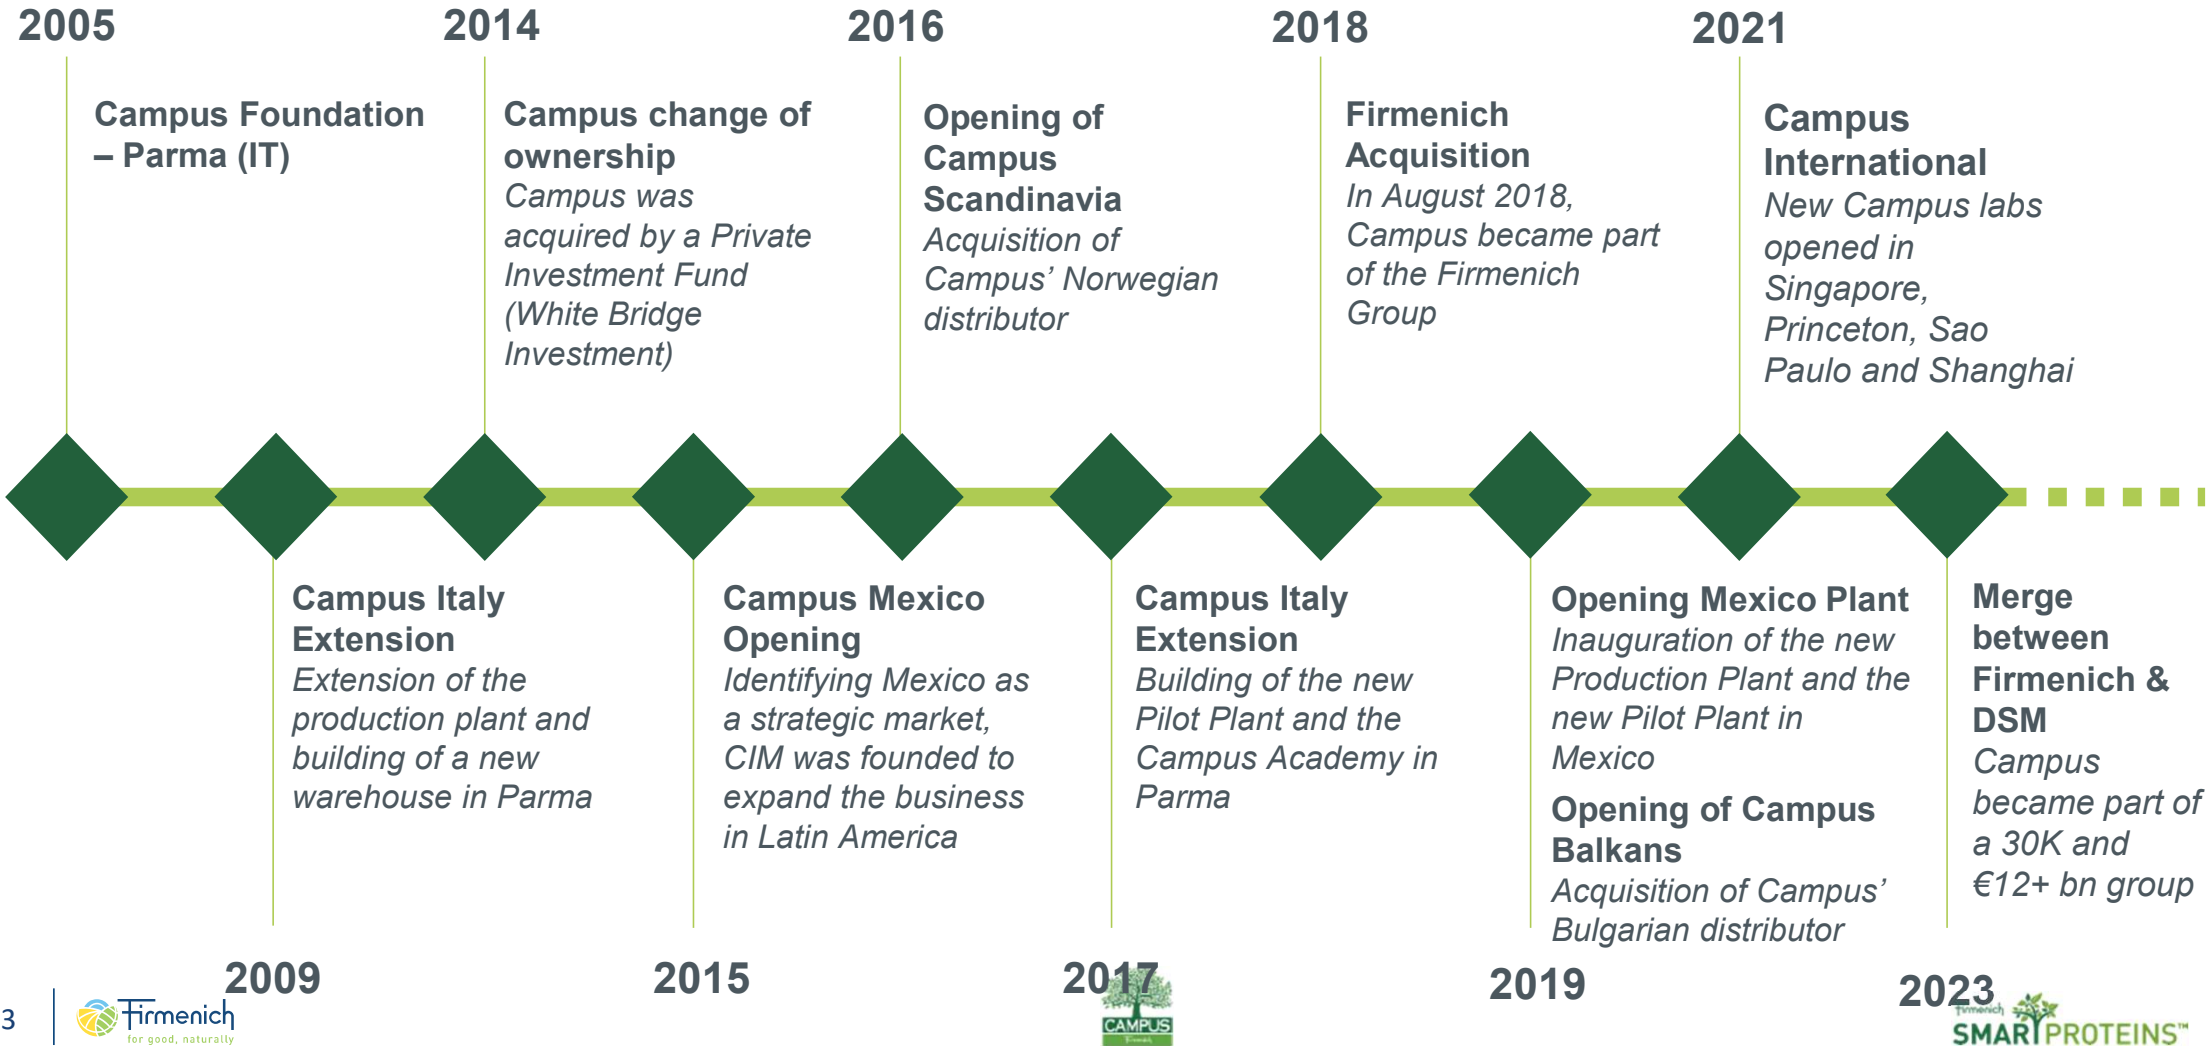 2005
Campus Foundation
– Parma (IT)
2014
Campus change of
ownership
Campus was
acquired by a Private
Investment Fund
(White Bridge
Investment)
2016
Opening of
Campus
Scandinavia
Acquisition of
Campus’ Norwegian
distributor
2018
Firmenich
Acquisition
In August 2018,
Campus became part
of the Firmenich
Group
2021
Campus
International
New Campus labs
opened in
Singapore,
Princeton, Sao
Paulo and Shanghai
Campus Italy
Extension
Extension of the
production plant and
building of a new
warehouse in Parma
2009
Campus Mexico
Opening
Identifying Mexico as
a strategic market,
CIM was founded to
expand the business
in Latin America
2015
Campus Italy
Extension
Building of the new
Pilot Plant and the
Campus Academy in
Parma
2017
Opening Mexico Plant
Inauguration of the new
Production Plant and the
new Pilot Plant in
Mexico
Opening of Campus
Balkans
Acquisition of Campus’
Bulgarian distributor
2019
Merge
between
Firmenich &
DSM
Campus
became part of
a 30K and
€12+ bn group
2023
3
Firmenich
for good, naturally
CAMPUS
Firmenich
Firmenich
SMARTPROTEINS™